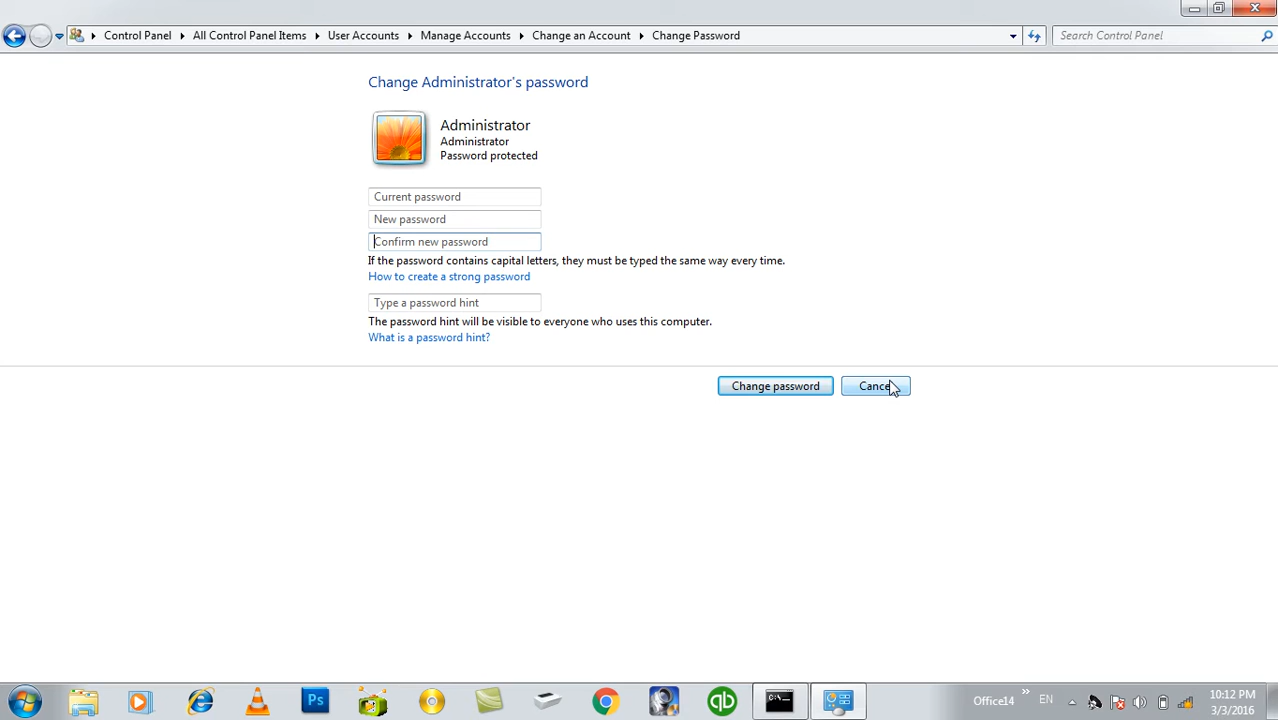 Control Panel All Control Panel Items User Accounts Manage Accounts Change an Account Change Password Search Control Panel
Change Administrator's password
Administrator
Administrator
Password protected
Current password
New password
Confirm new password
If the password contains capital letters, they must be typed the same way every time.
How to create a strong password
Type a password hint
The password hint will be visible to everyone who uses this computer.
What is a password hint?
Change password Cancel
Ps qb C:\ Office14 » EN 10:12 PM
3/3/2016